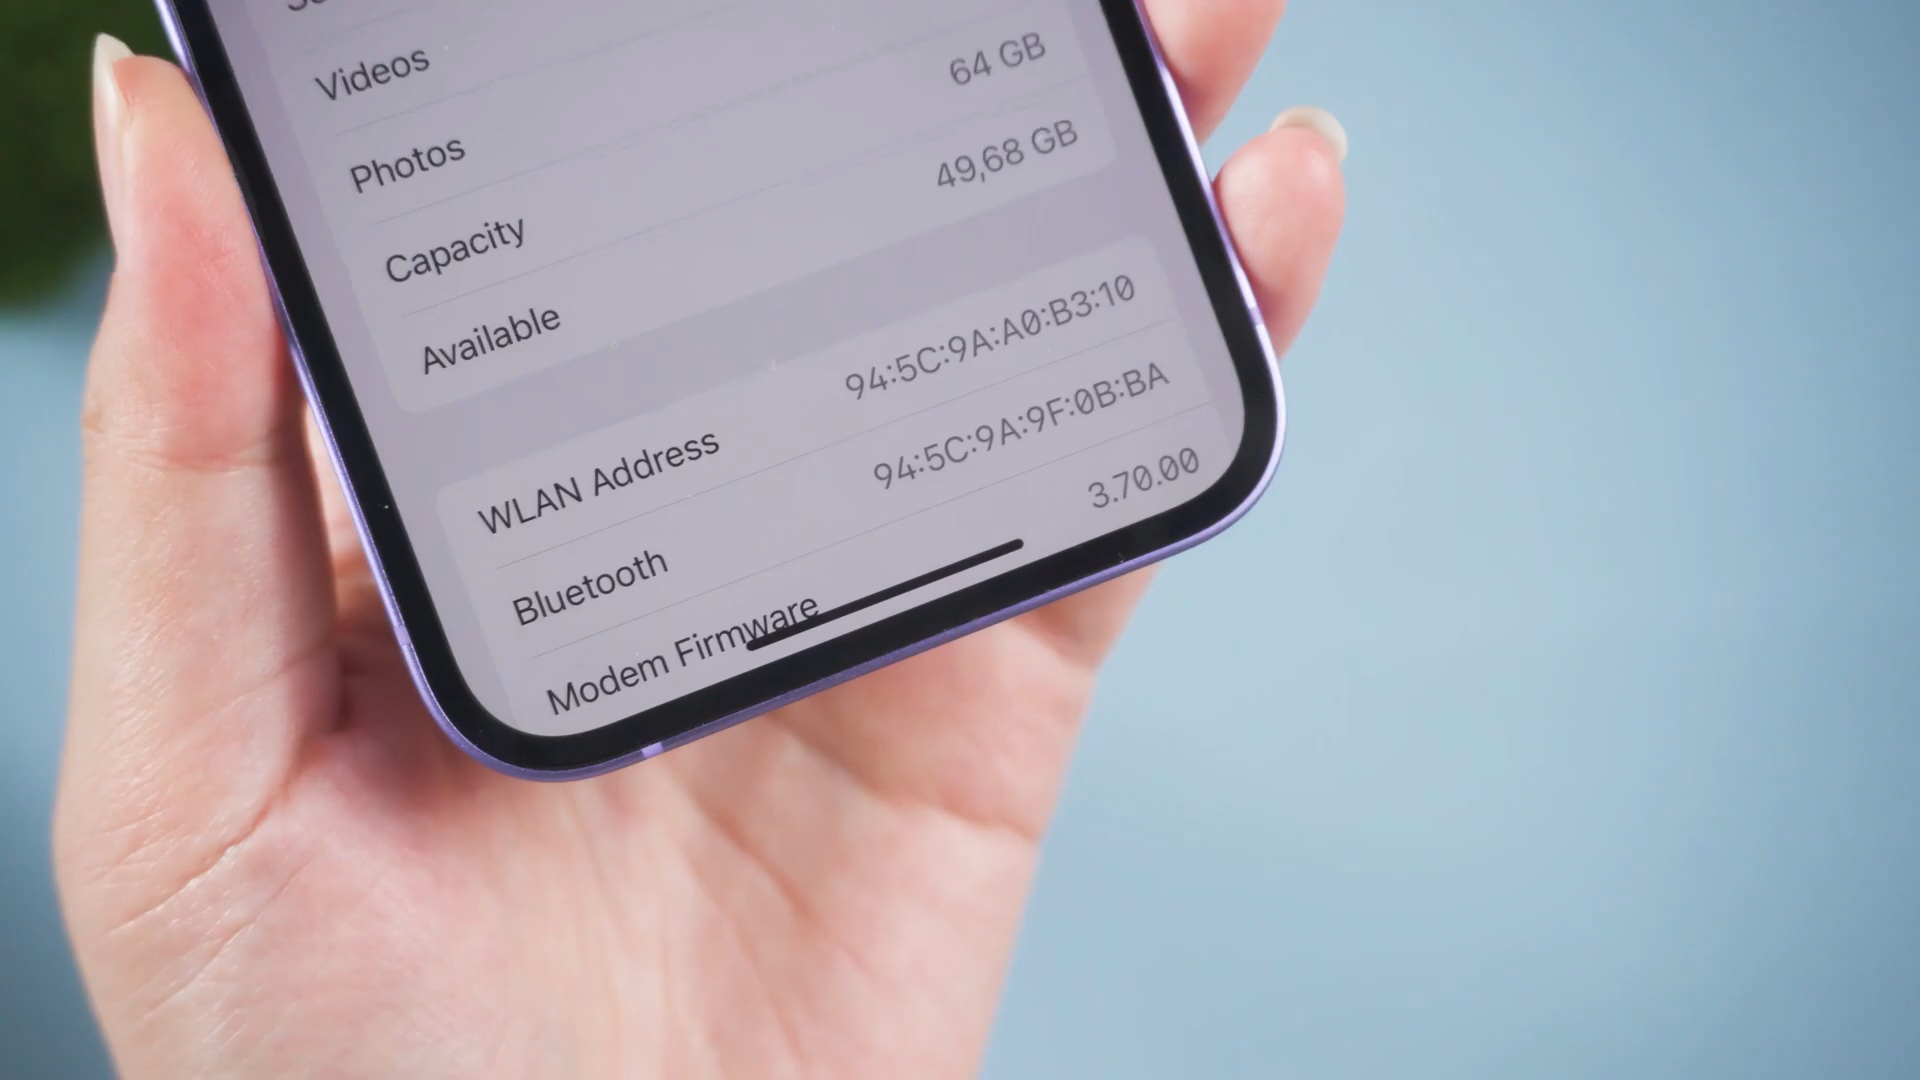 Videos
Photos
Capacity 64 GB
Available 49,68 GB
WLAN Address 94:5C:9A:A0:B3:10
Bluetooth 94:5C:9A:9F:0B:BA
Modem Firmware 3.70.00